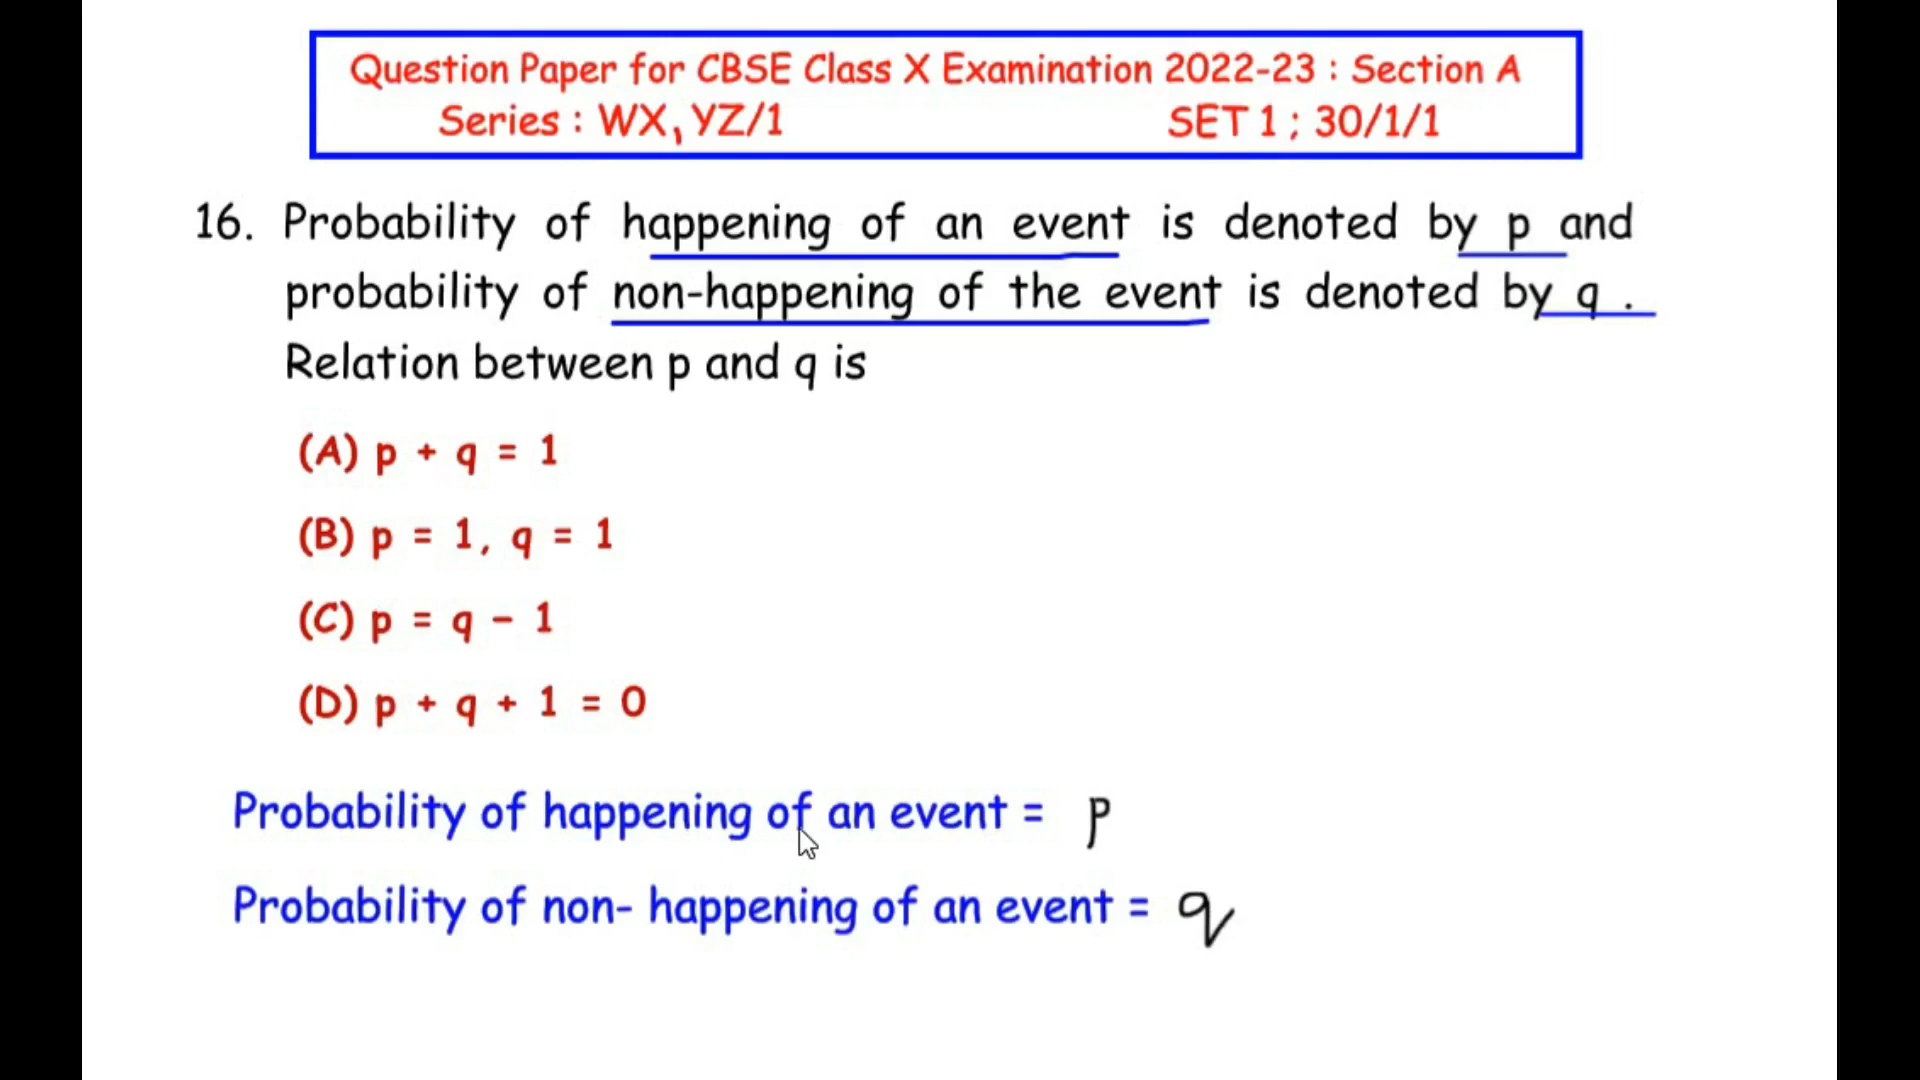 Question Paper for CBSE Class X Examination 2022-23 : Section A
Series : WX, YZ/1 SET 1 ; 30/1/1
16. Probability of happening of an event is denoted by p and
probability of non-happening of the event is denoted by q .
Relation between p and q is
(A) p + q = 1
(B) p = 1, q = 1
(C) p = q - 1
(D) p + q + 1 = 0
Probability of happening of an event = p
Probability of non- happening of an event = q